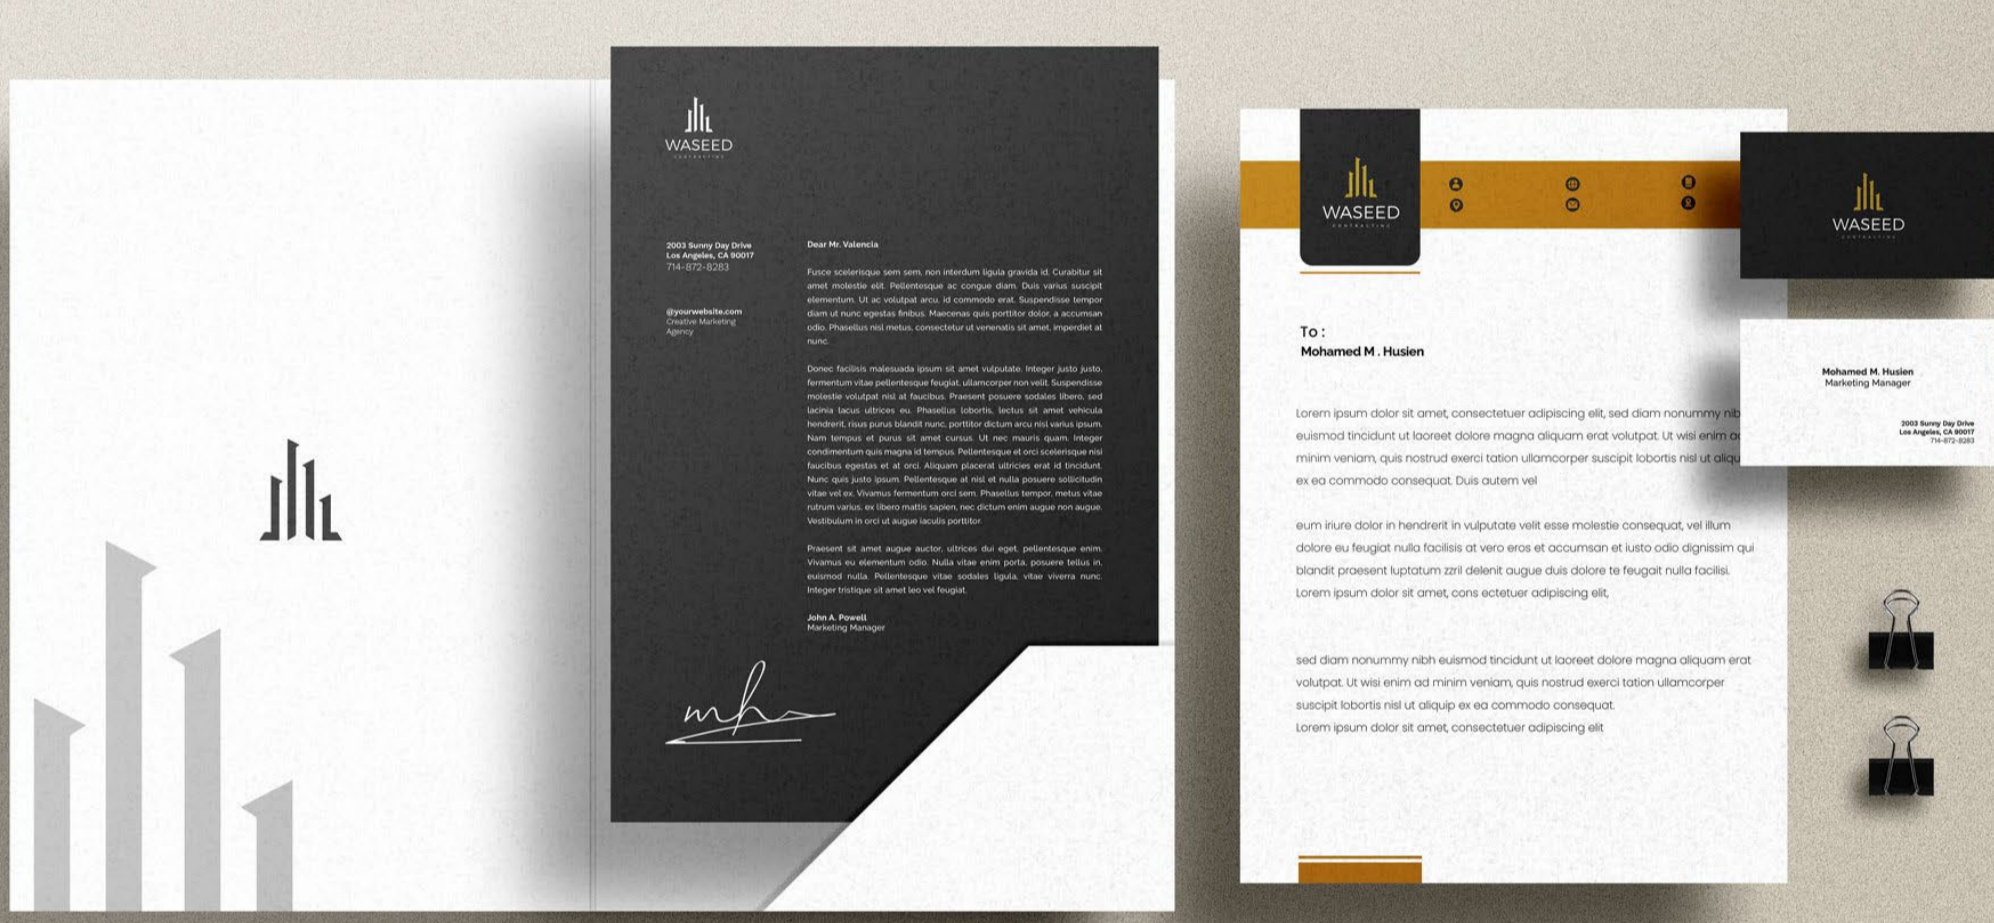 WASEED
CONTRACTING
2003 Sunny Day Drive
Los Angeles, CA 90017
714-872-8283
@yourwebsite.com
Creative Marketing
Agency
Dear Mr. Valencia
Fusce scelerisque sem sem, non interdum ligula gravida id. Curabitur sit
amet molestie elit. Pellentesque ac congue diam. Duis varius suscipit
elementum. Ut ac volutpat arcu, id commodo erat. Suspendisse tempor
diam ut nunc egestas finibus. Maecenas quis porttitor dolor, a accumsan
odio. Phasellus nisl metus, consectetur ut venenatis sit amet, imperdiet at
nunc.
Donec facilisis malesuada ipsum sit amet vulputate. Integer justo justo,
fermentum vitae pellentesque feugiat, ullamcorper non velit. Suspendisse
molestie volutpat nisl at faucibus. Praesent posuere sodales libero, sed
lacinia lacus ultrices eu. Phasellus lobortis, lectus sit amet vehicula
hendrerit, risus purus blandit nunc, porttitor dictum arcu nisl varius ipsum.
Nam tempus et purus sit amet cursus. Ut nec mauris quam. Integer
condimentum quis magna id tempus. Pellentesque et orci scelerisque nisl
faucibus egestas et at orci. Aliquam placerat ultricies erat id tincidunt.
Nunc quis justo ipsum. Pellentesque at nisl et nulla posuere sollicitudin
vitae vel ex. Vivamus fermentum orci sem. Phasellus tempor, metus vitae
rutrum varius, ex libero mattis sapien, nec dictum enim augue non augue.
Vestibulum in orci ut augue iaculis porttitor.
Praesent sit amet augue auctor, ultrices dui eget, pellentesque enim.
Vivamus eu elementum odio. Nulla vitae enim porta, posuere tellus in,
euismod nulla. Pellentesque vitae sodales ligula, vitae viverra nunc.
Integer tristique sit amet leo vel feugiat.
John A. Powell
Marketing Manager
WASEED
CONTRACTING
To :
Mohamed M . Husien
Lorem ipsum dolor sit amet, consectetuer adipiscing elit, sed diam nonummy nib
euismod tincidunt ut laoreet dolore magna aliquam erat volutpat. Ut wisi enim ad
minim veniam, quis nostrud exerci tation ullamcorper suscipit lobortis nisl ut aliqu
ex ea commodo consequat. Duis autem vel
eum iriure dolor in hendrerit in vulputate velit esse molestie consequat, vel illum
dolore eu feugiat nulla facilisis at vero eros et accumsan et iusto odio dignissim qui
blandit praesent luptatum zzril delenit augue duis dolore te feugait nulla facilisi.
Lorem ipsum dolor sit amet, cons ectetuer adipiscing elit,
sed diam nonummy nibh euismod tincidunt ut laoreet dolore magna aliquam erat
volutpat. Ut wisi enim ad minim veniam, quis nostrud exerci tation ullamcorper
suscipit lobortis nisl ut aliquip ex ea commodo consequat.
Lorem ipsum dolor sit amet, consectetuer adipiscing elit
WASEED
CONTRACTING
Mohamed M. Husien
Marketing Manager
2003 Sunny Day Drive
Los Angeles, CA 90017
714-872-8283